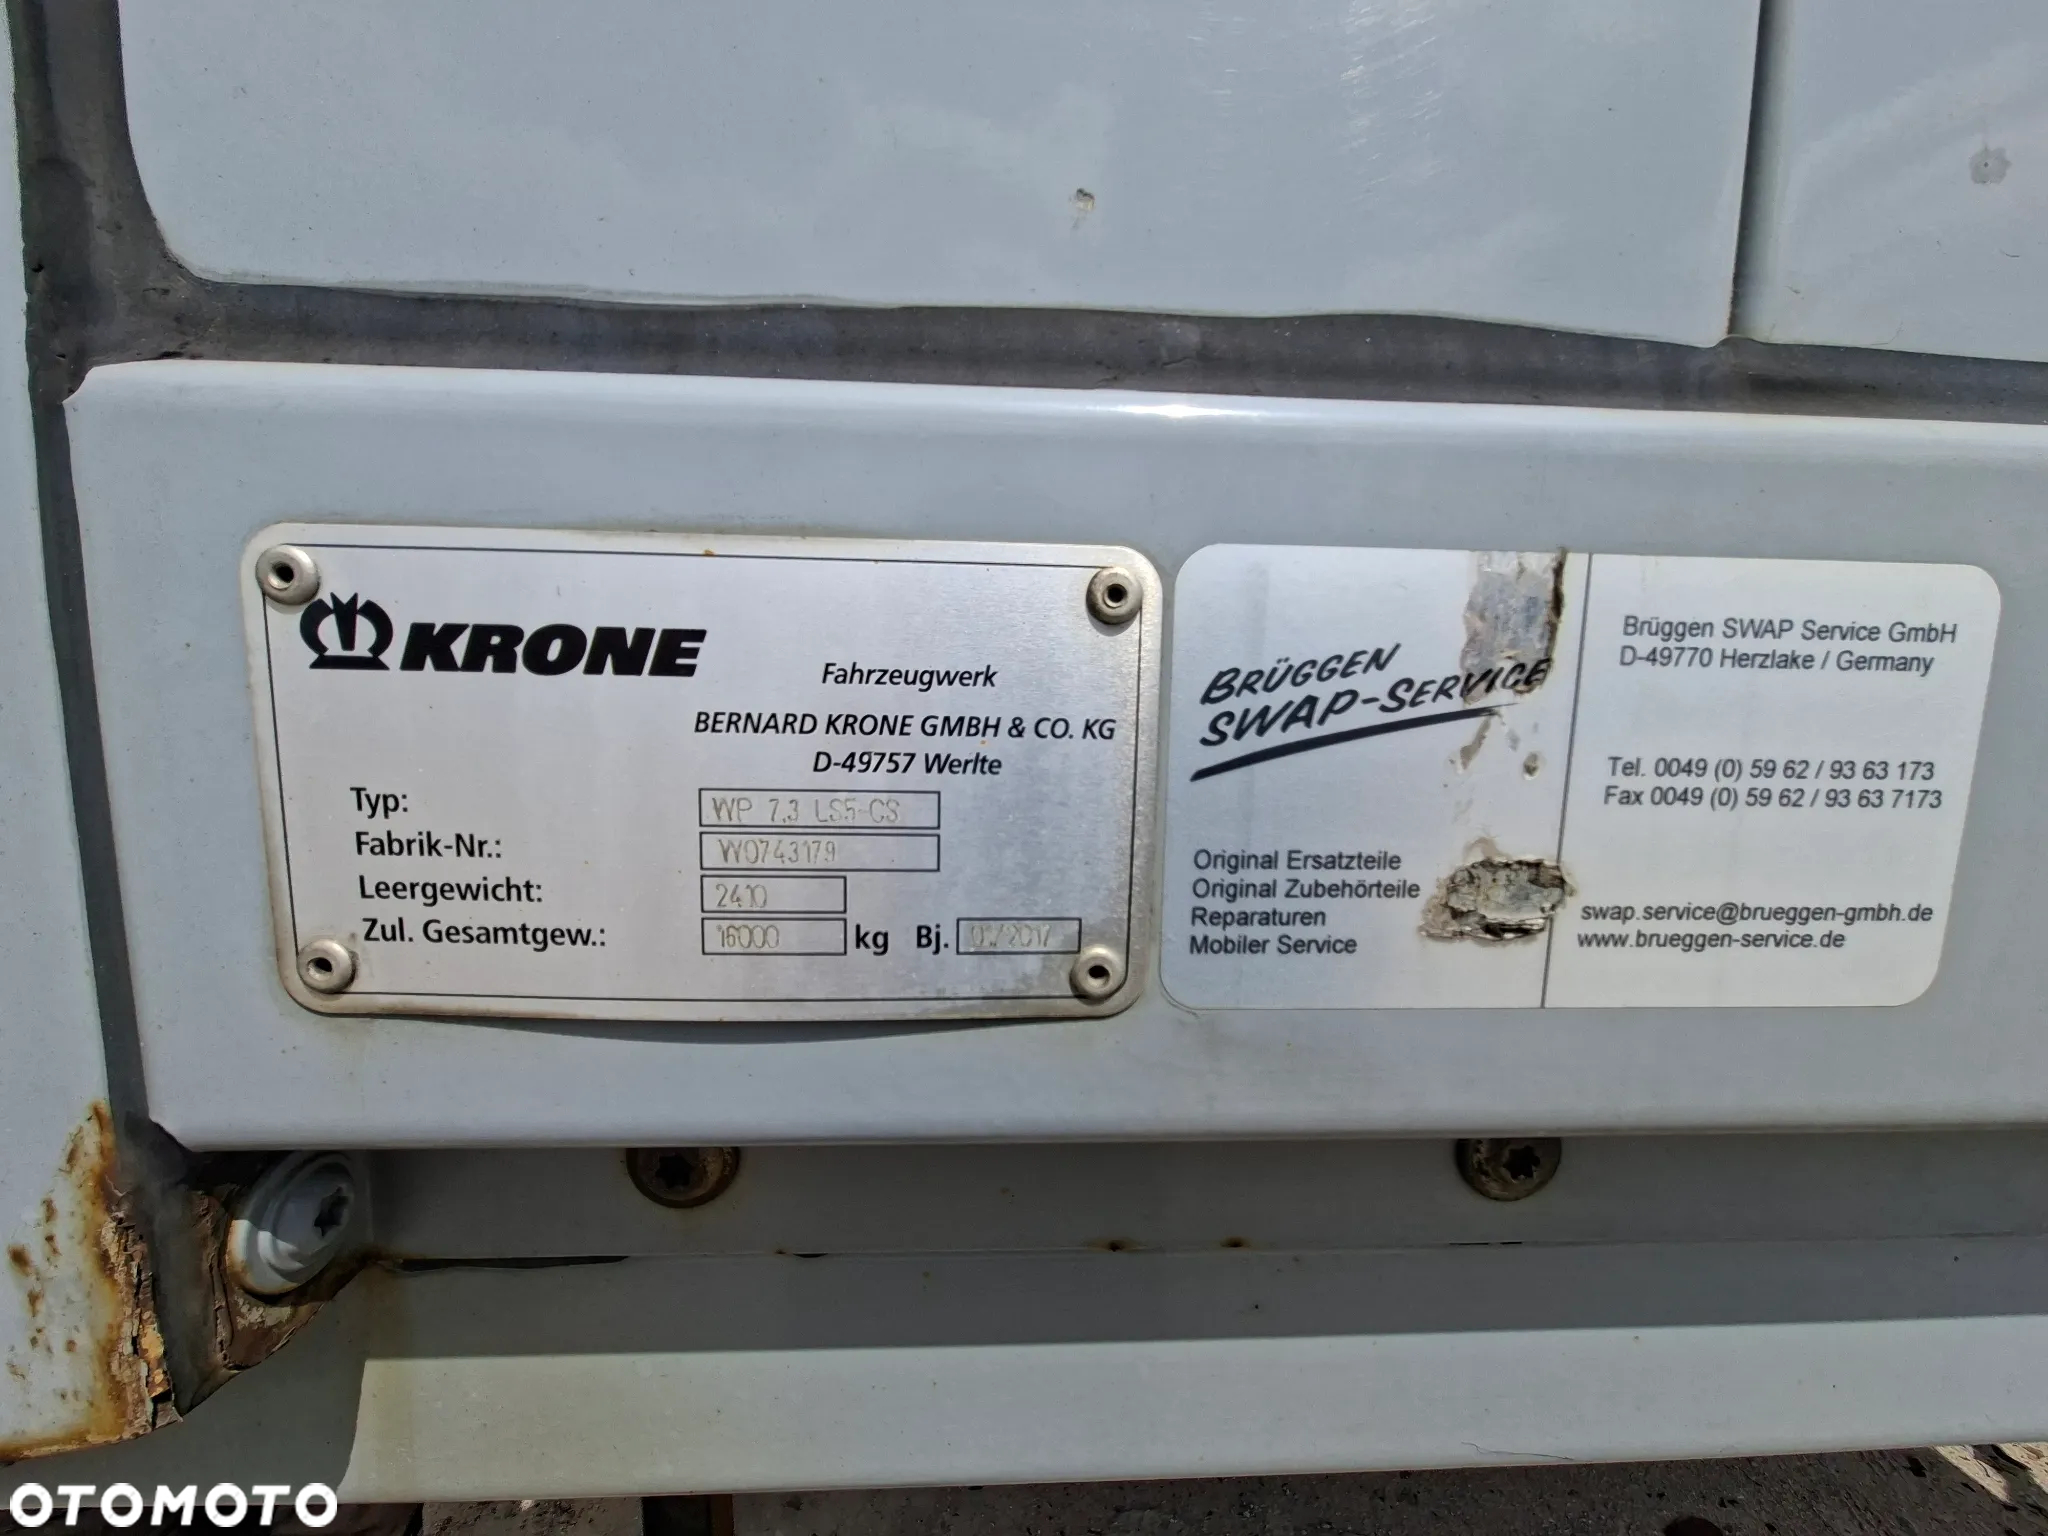 KRONE
Fahrzeugwerk
BERNARD KRONE GMBH & CO. KG
D-49757 Werlte
Typ: WP 7.3 LS5-CS
Fabrik-Nr.: W0743179
Leergewicht: 2410
Zul. Gesamtgew.: 16000 kg Bj.
BRÜGGEN
SWAP-SERVICE
Original Ersatzteile
Original Zubehörteile
Reparaturen
Mobiler Service
Brüggen SWAP Service GmbH
D-49770 Herzlake / Germany
Tel. 0049 (0) 59 62 / 93 63 173
Fax 0049 (0) 59 62 / 93 63 7173
swap.service@brueggen-gmbh.de
www.brueggen-service.de
OTOMOTO